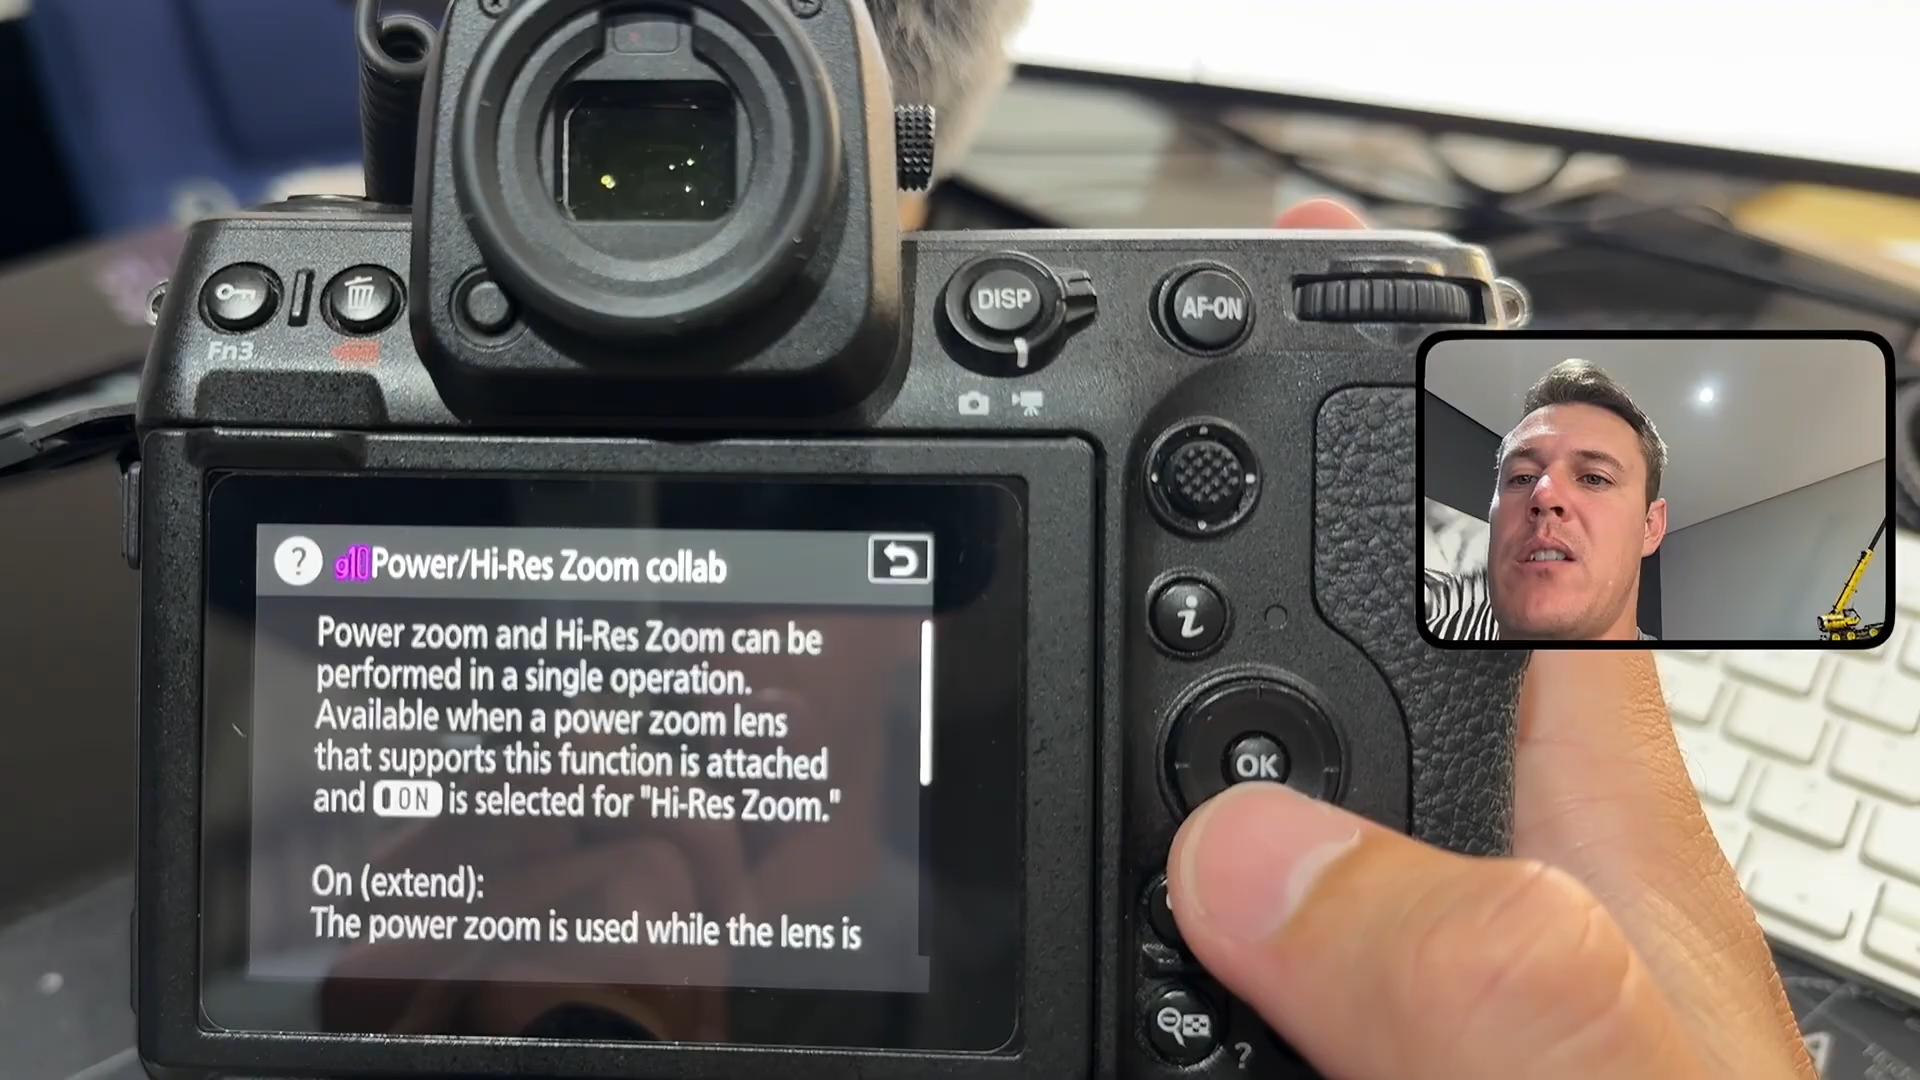 DISP
AF-ON
Fn3
? g10 Power/Hi-Res Zoom collab
Power zoom and Hi-Res Zoom can be
performed in a single operation.
Available when a power zoom lens
that supports this function is attached
and ON is selected for "Hi-Res Zoom."
On (extend):
The power zoom is used while the lens is
i
OK
?